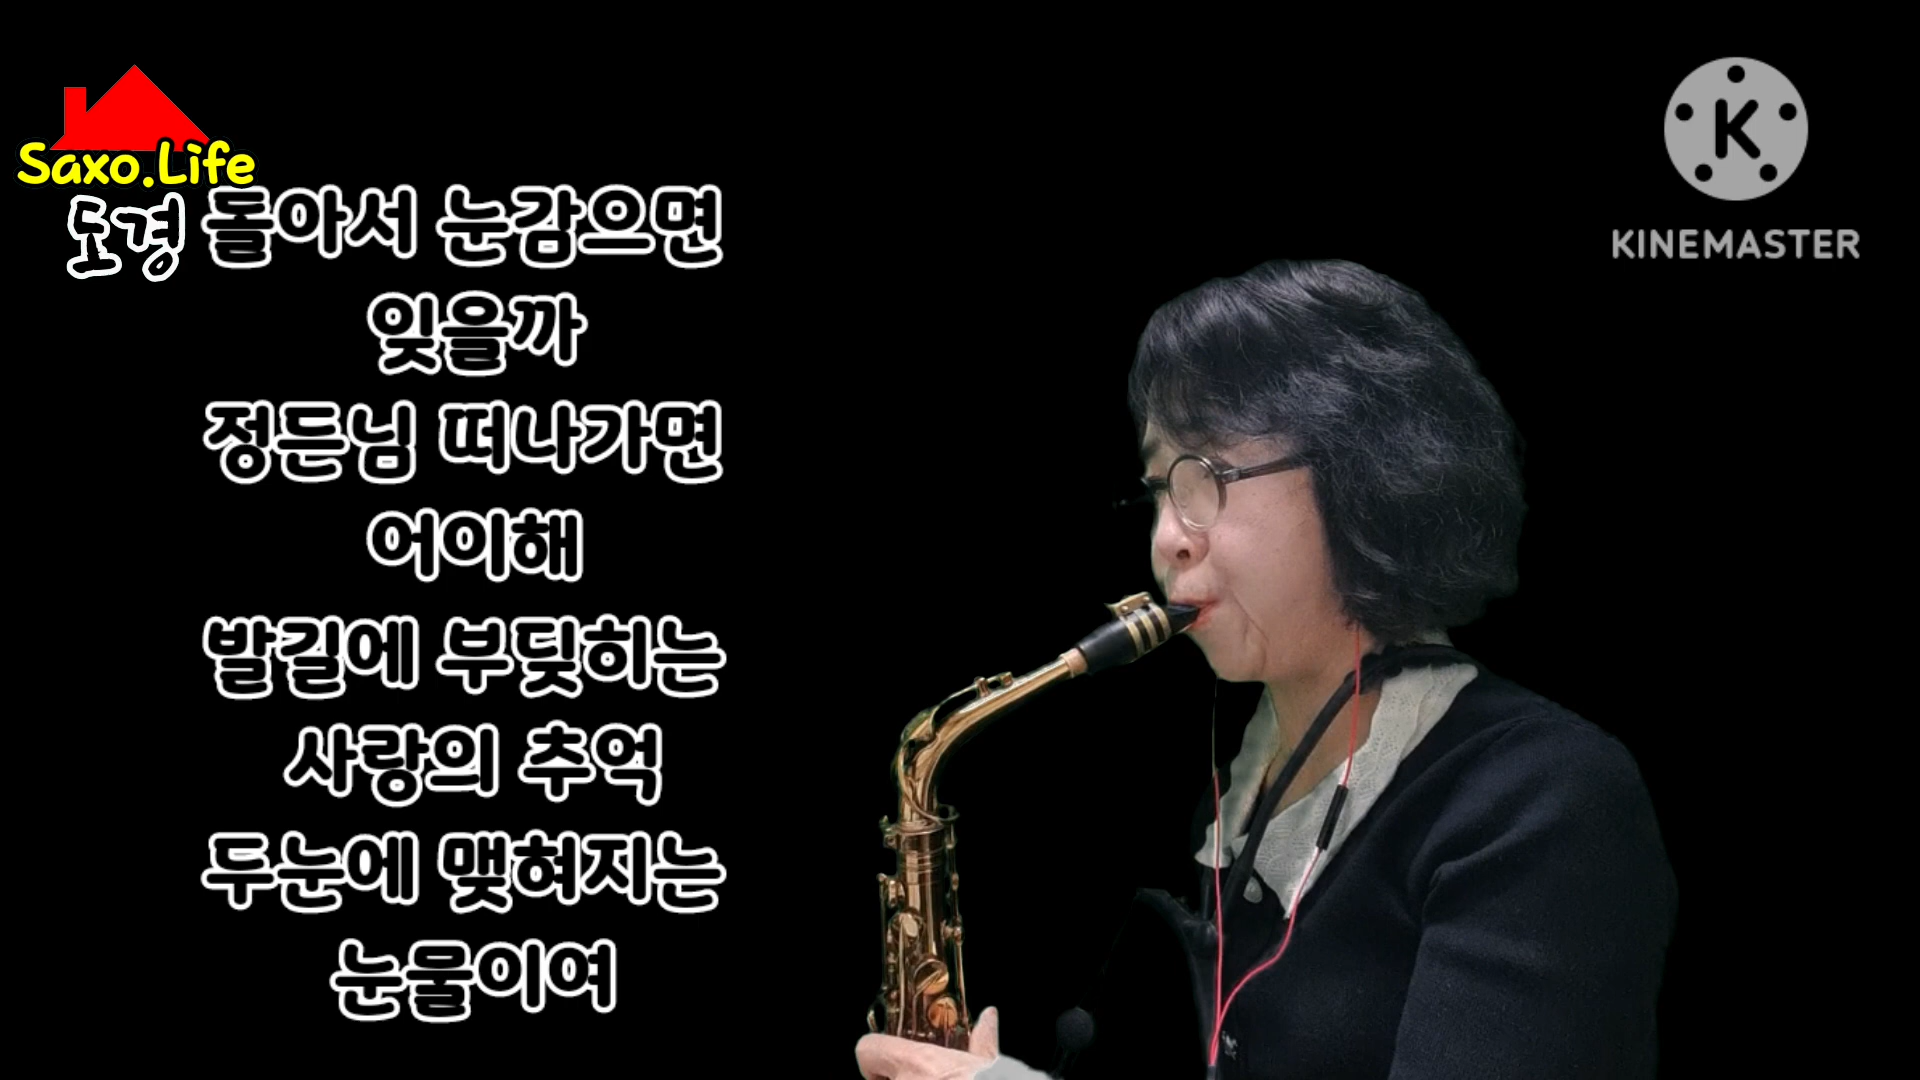 Saxo.Life
도경
돌아서 눈감으면
잊을까
정든님 떠나가면
어이해
발길에 부딪히는
사랑의 추억
두눈에 맺혀지는
눈물이여
K
KINEMASTER